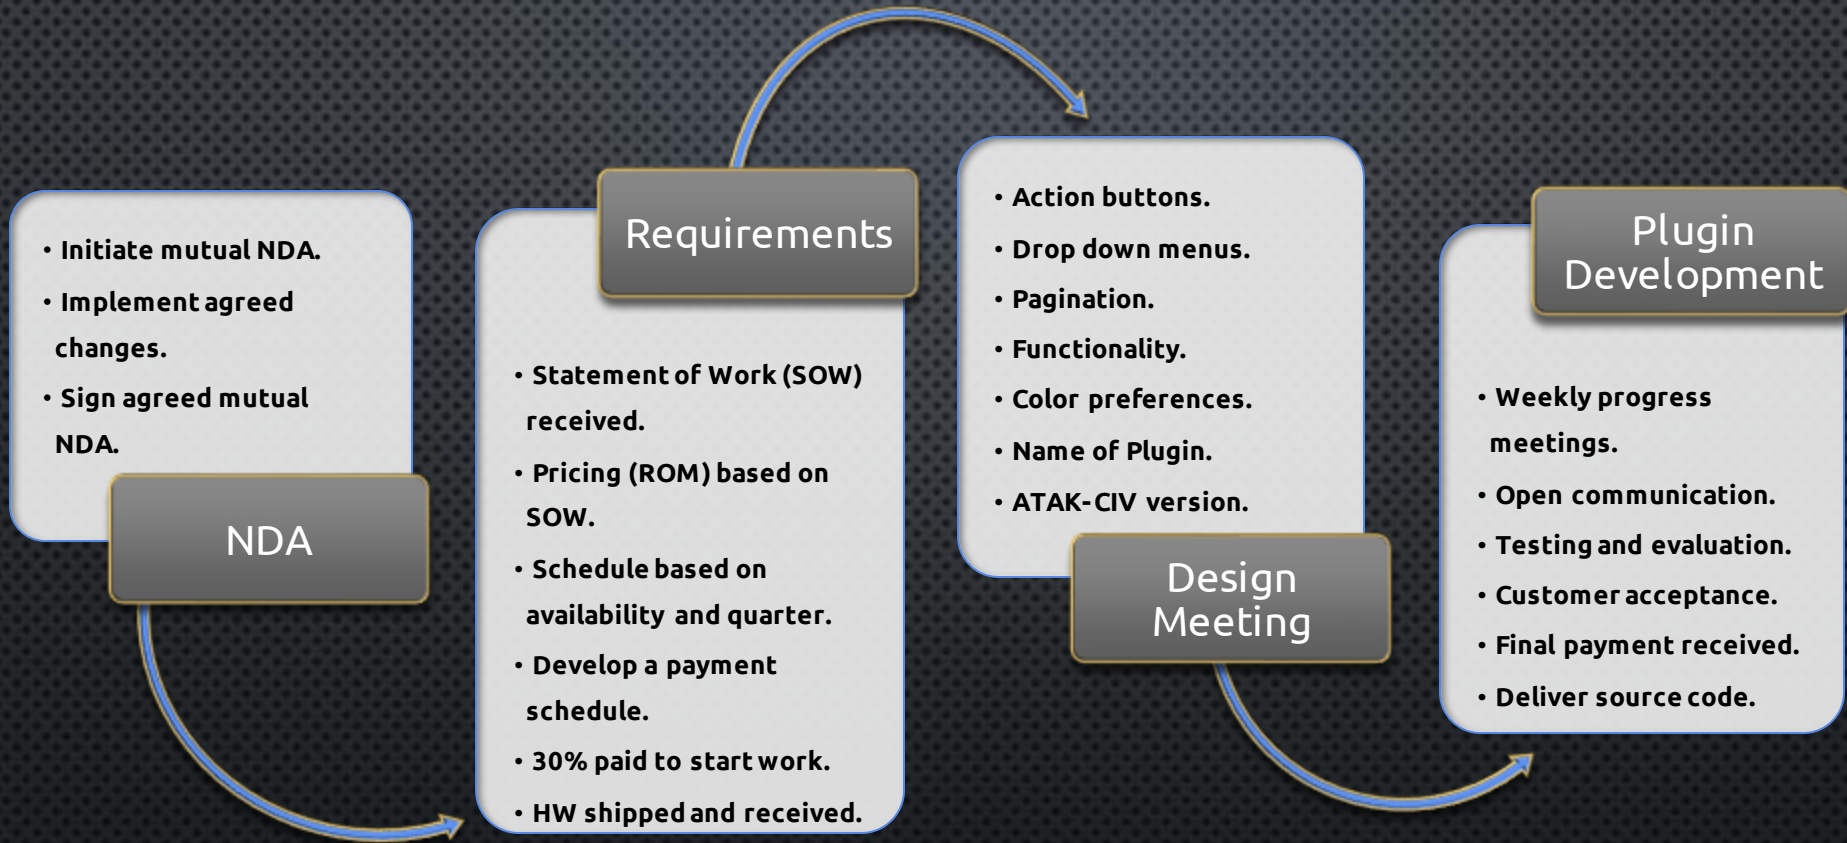 • Initiate mutual NDA.
• Implement agreed
changes.
• Sign agreed mutual
NDA.
NDA
Requirements
• Statement of Work (SOW)
received.
• Pricing (ROM) based on
SOW.
• Schedule based on
availability and quarter.
• Develop a payment
schedule.
• 30% paid to start work.
• HW shipped and received.
• Action buttons.
• Drop down menus.
• Pagination.
• Functionality.
• Color preferences.
• Name of Plugin.
• ATAK-CIV version.
Design
Meeting
Plugin
Development
• Weekly progress
meetings.
• Open communication.
• Testing and evaluation.
• Customer acceptance.
• Final payment received.
• Deliver source code.